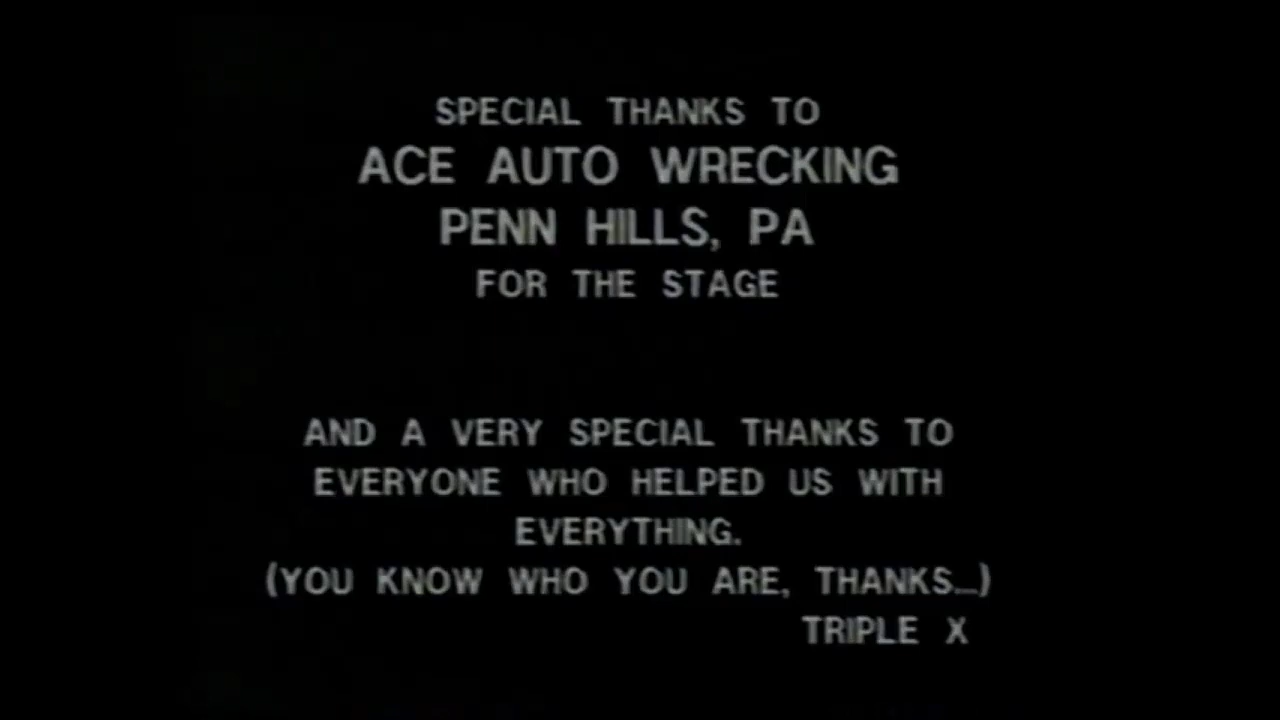 SPECIAL THANKS TO
ACE AUTO WRECKING
PENN HILLS, PA
FOR THE STAGE
AND A VERY SPECIAL THANKS TO
EVERYONE WHO HELPED US WITH
EVERYTHING.
(YOU KNOW WHO YOU ARE, THANKS...)
TRIPLE X